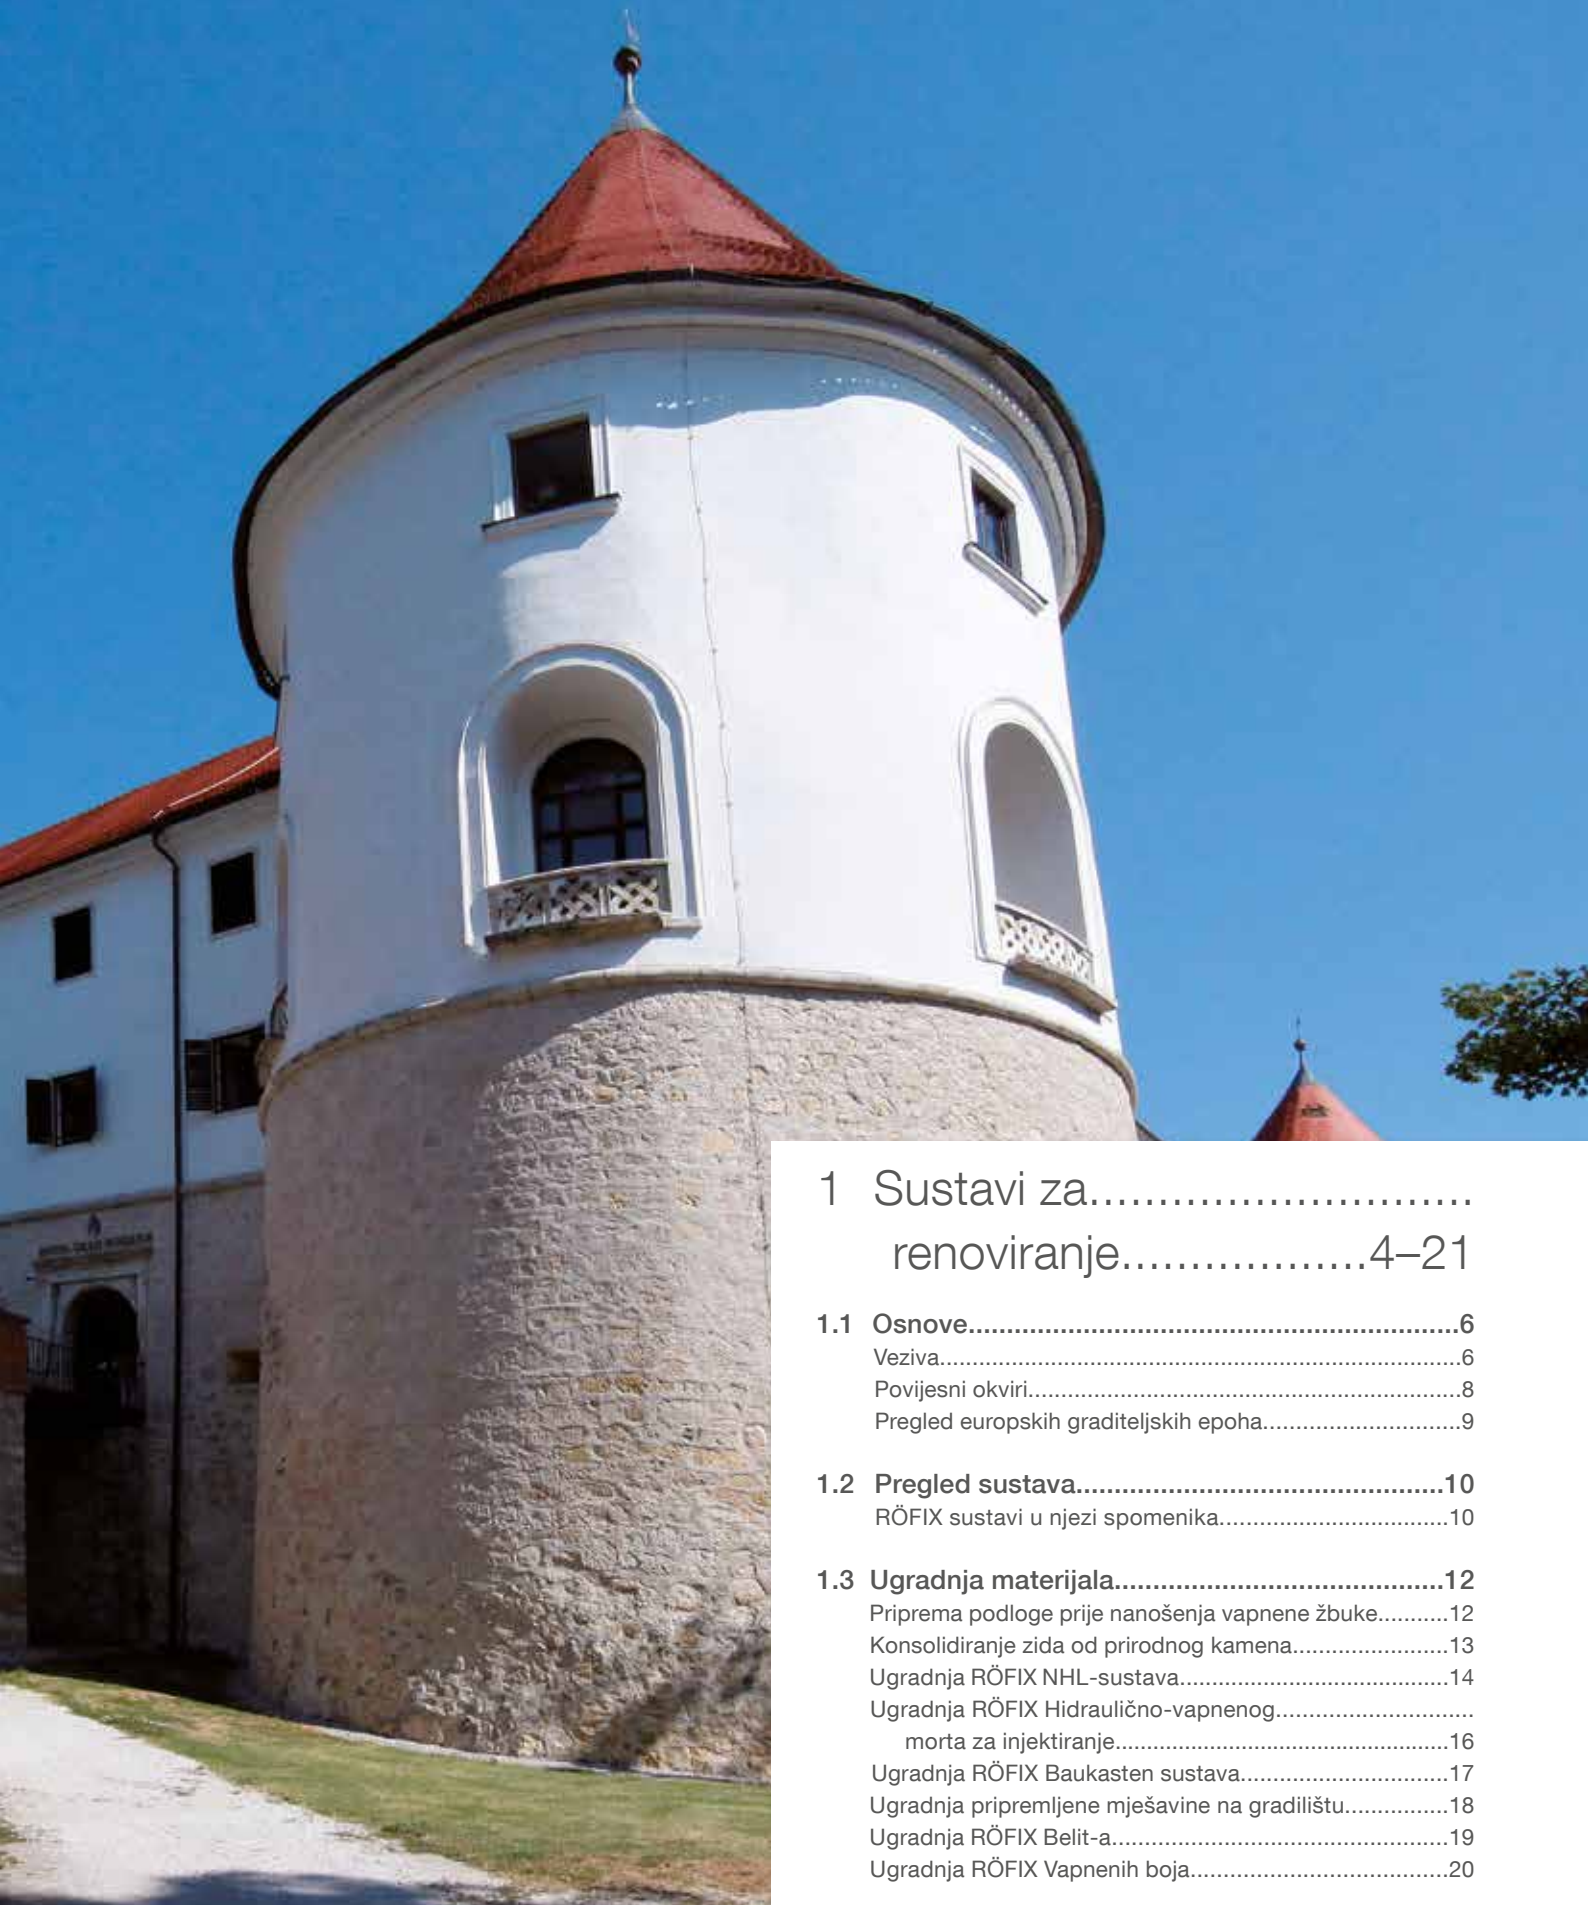 1 Sustavi za............................
renoviranje..................4–21
1.1 Osnove................................................................6
Veziva...............................................................................6
Povijesni okviri..................................................................8
Pregled europskih graditeljskih epoha..............................9
1.2 Pregled sustava................................................10
RÖFIX sustavi u njezi spomenika..................................10
1.3 Ugradnja materijala...........................................12
Priprema podloge prije nanošenja vapnene žbuke...........12
Konsolidiranje zida od prirodnog kamena........................13
Ugradnja RÖFIX NHL-sustava.........................................14
Ugradnja RÖFIX Hidraulično-vapnenog..............................
morta za injektiranje...................................................16
Ugradnja RÖFIX Baukasten sustava................................17
Ugradnja pripremljene mješavine na gradilištu................18
Ugradnja RÖFIX Belit-a...................................................19
Ugradnja RÖFIX Vapnenih boja.......................................20